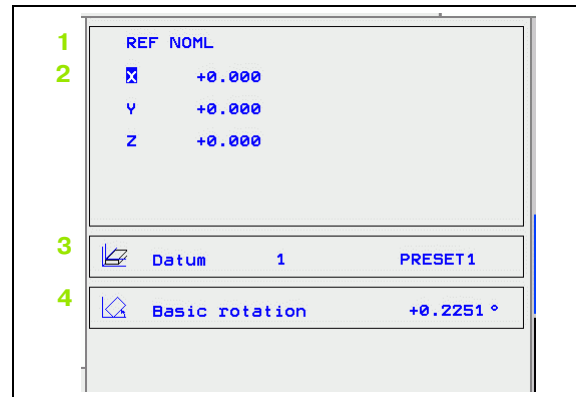 1 REF NOML
2 X +0.000
Y +0.000
Z +0.000
3 Datum 1 PRESET1
4 Basic rotation +0.2251 °